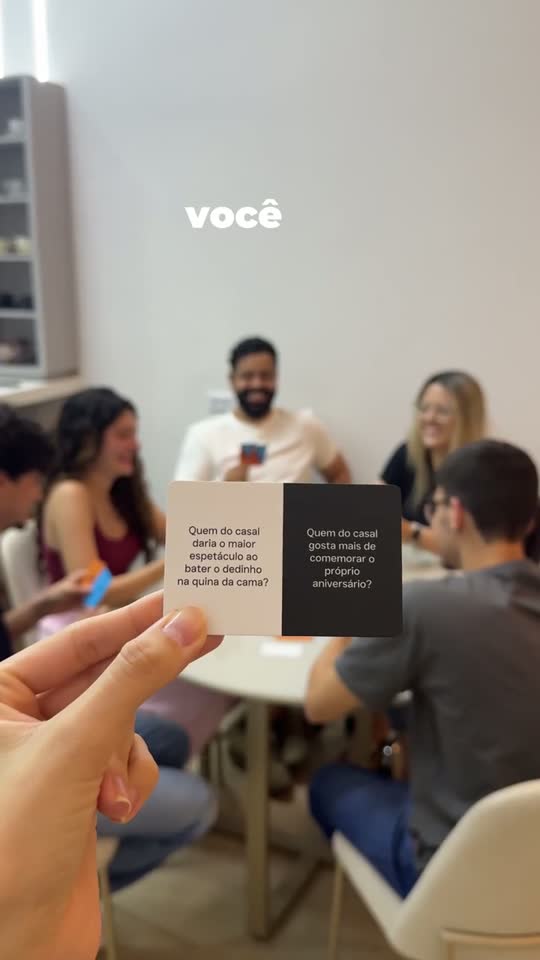 você
Quem do casal
daria o maior
espetáculo ao
bater o dedinho
na quina da cama?
Quem do casal
gosta mais de
comemorar o
próprio
aniversário?